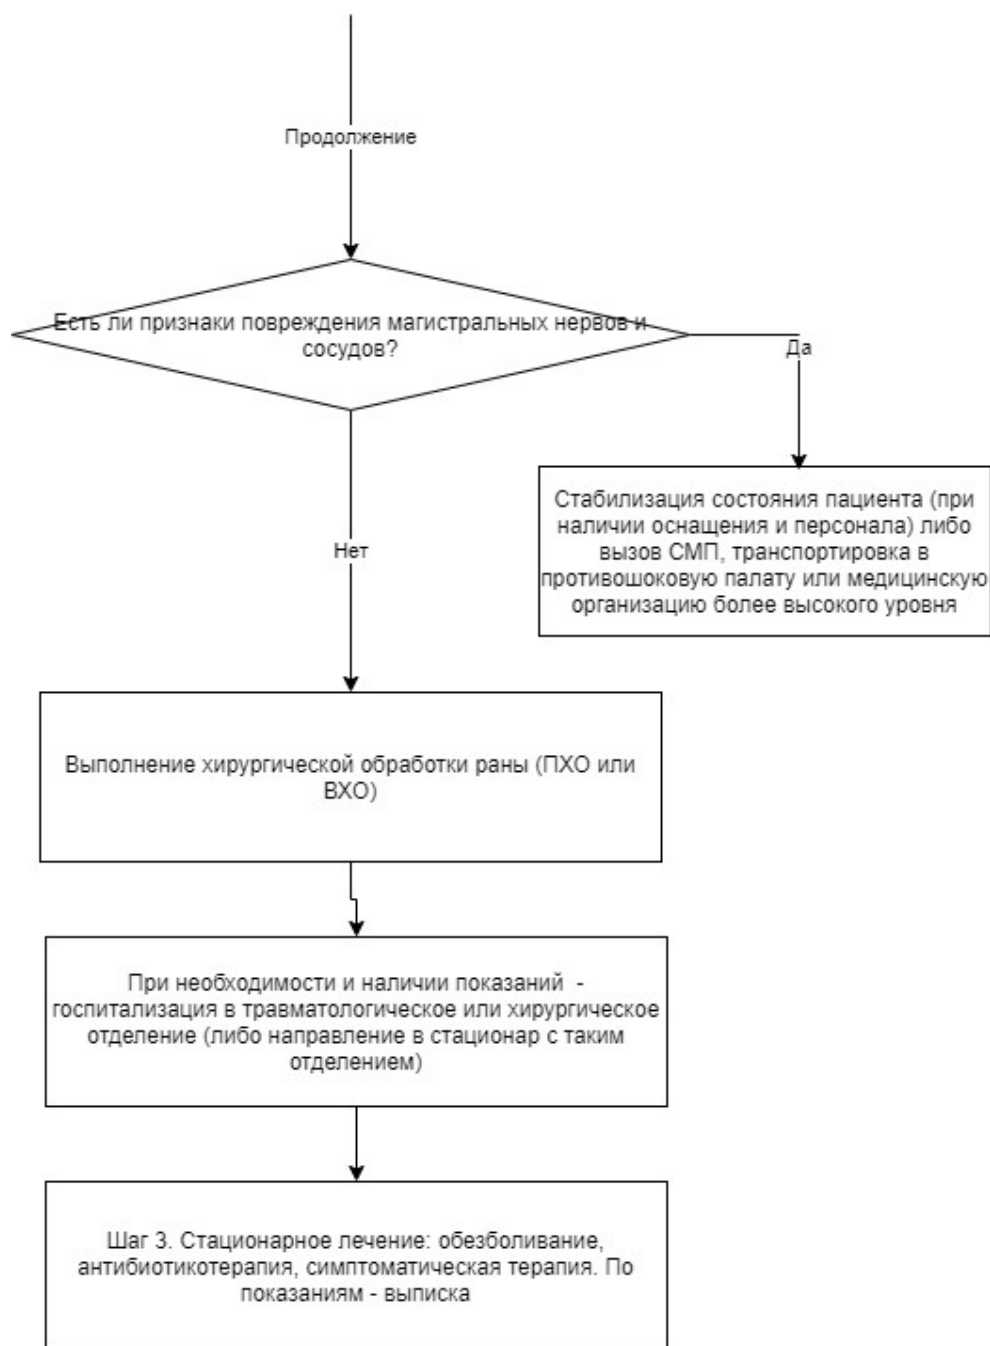 Продолжение
Есть ли признаки повреждения магистральных нервов и
сосудов?
Да
Стабилизация состояния пациента (при
наличии оснащения и персонала) либо
вызов СМП, транспортировка в
противошоковую палату или медицинскую
организацию более высокого уровня
Нет
Выполнение хирургической обработки раны (ПХО или
ВХО)
При необходимости и наличии показаний -
госпитализация в травматологическое или хирургическое
отделение (либо направление в стационар с таким
отделением)
Шаг 3. Стационарное лечение: обезболивание,
антибиотикотерапия, симптоматическая терапия. По
показаниям - выписка